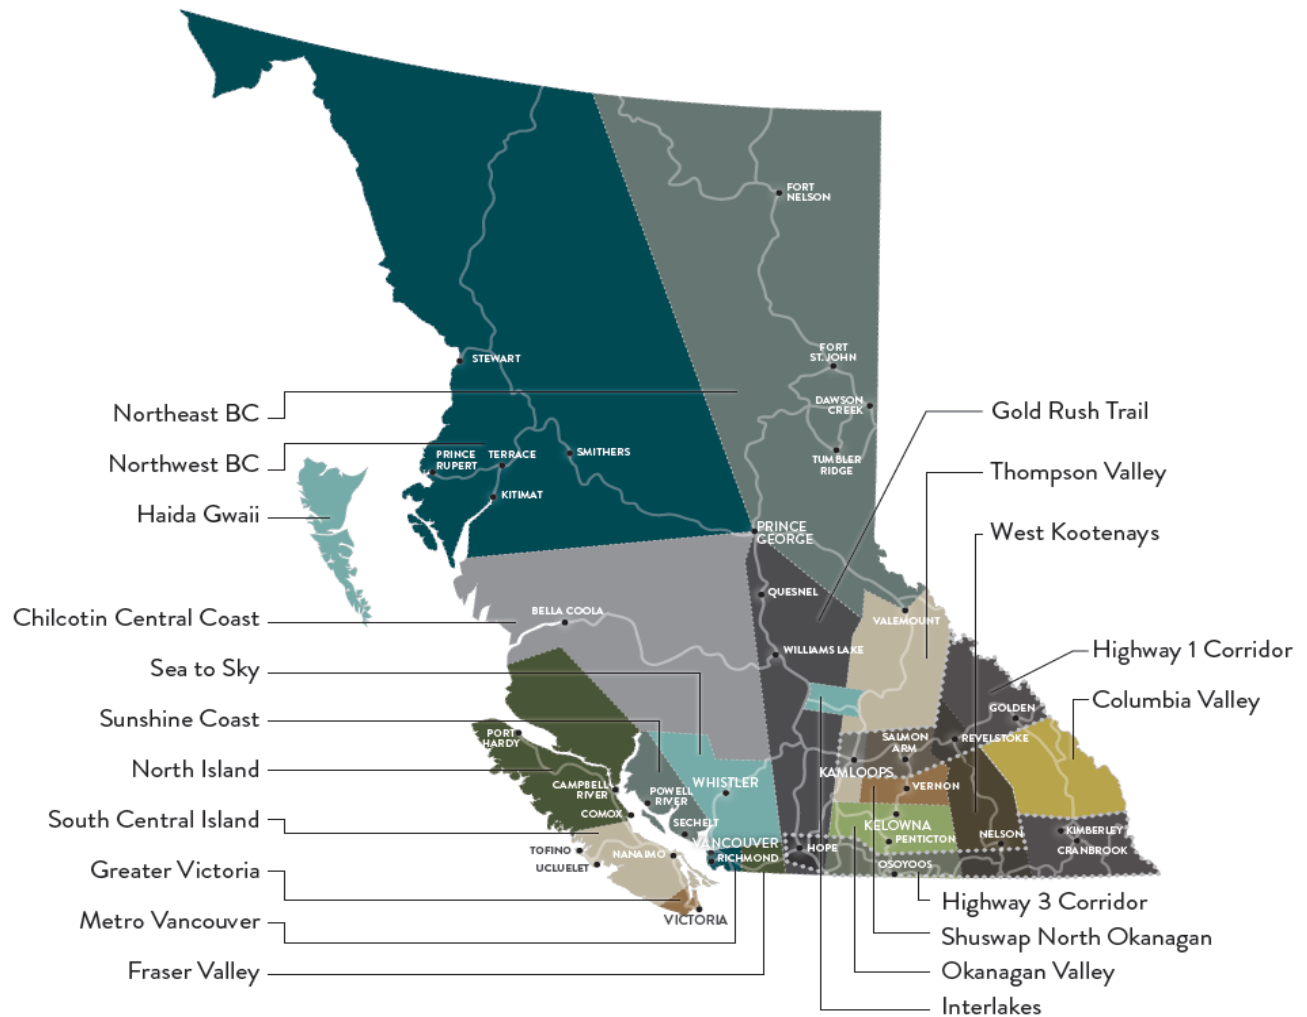 FORT
NELSON
STEWART
FORT
ST. JOHN
DAWSON
CREEK
TUMBLER
RIDGE
Northeast BC
Northwest BC
Haida Gwaii
PRINCE
RUPERT
TERRACE
SMITHERS
KITIMAT
PRINCE
GEORGE
Gold Rush Trail
Thompson Valley
West Kootenays
Highway 1 Corridor
Columbia Valley
QUESNEL
BELLA COOLA
VALEMOUNT
WILLIAMS LAKE
Chilcotin Central Coast
Sea to Sky
Sunshine Coast
North Island
South Central Island
Greater Victoria
Metro Vancouver
Fraser Valley
GOLDEN
PORT
HARDY
SALMON
ARM
REVELSTOKE
KAMLOOPS
CAMPBELL
RIVER
WHISTLER
POWELL
RIVER
VERNON
COMOX
SECHELT
KELOWNA
PENTICTON
NELSON
KIMBERLEY
CRANBROOK
TOFINO
NANAIMO
VANCOUVER
RICHMOND
HOPE
UCLUELET
OSOYOOS
VICTORIA
Highway 3 Corridor
Shuswap North Okanagan
Okanagan Valley
Interlakes